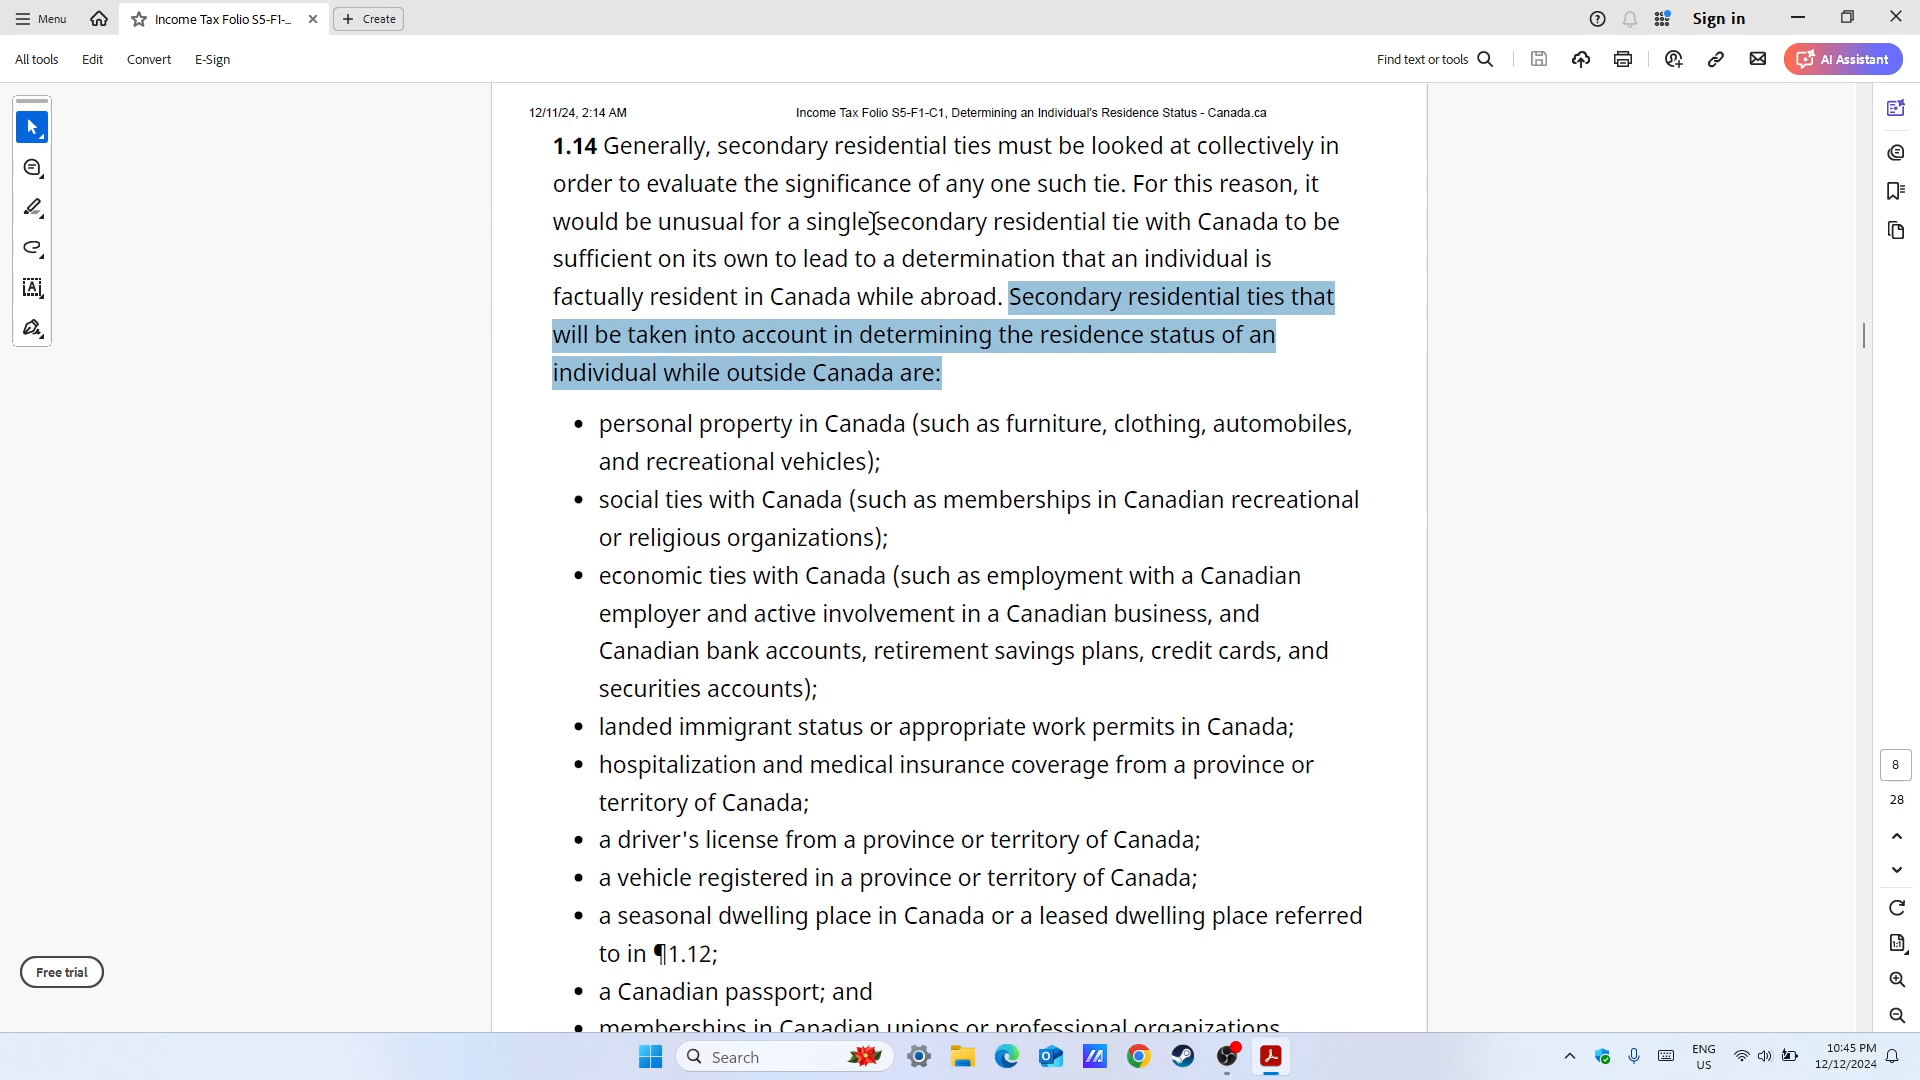 Menu
Income Tax Folio S5-F1-...
Create
Sign in
All tools
Edit
Convert
E-Sign
Find text or tools
AI Assistant
12/11/24, 2:14 AM
Income Tax Folio S5-F1-C1, Determining an Individual's Residence Status - Canada.ca
1.14 Generally, secondary residential ties must be looked at collectively in
order to evaluate the significance of any one such tie. For this reason, it
would be unusual for a single secondary residential tie with Canada to be
sufficient on its own to lead to a determination that an individual is
factually resident in Canada while abroad. Secondary residential ties that
will be taken into account in determining the residence status of an
individual while outside Canada are:
• personal property in Canada (such as furniture, clothing, automobiles,
and recreational vehicles);
• social ties with Canada (such as memberships in Canadian recreational
or religious organizations);
• economic ties with Canada (such as employment with a Canadian
employer and active involvement in a Canadian business, and
Canadian bank accounts, retirement savings plans, credit cards, and
securities accounts);
• landed immigrant status or appropriate work permits in Canada;
• hospitalization and medical insurance coverage from a province or
territory of Canada;
• a driver's license from a province or territory of Canada;
• a vehicle registered in a province or territory of Canada;
• a seasonal dwelling place in Canada or a leased dwelling place referred
to in ¶1.12;
• a Canadian passport; and
• memberships in Canadian unions or professional organizations
8
28
Free trial
Search
ENG
US
10:45 PM
12/12/2024